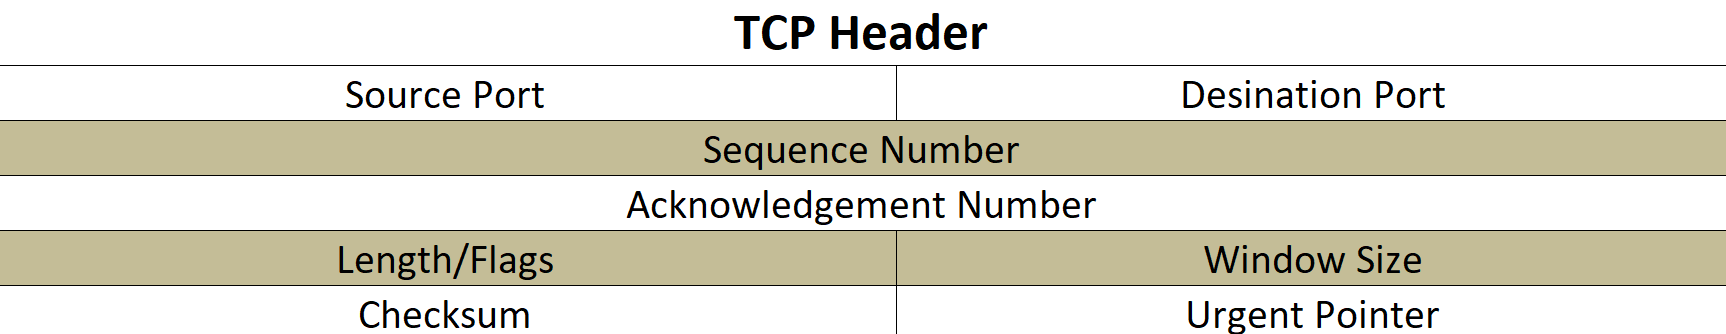 TCP Header
Source Port Desination Port
Sequence Number
Acknowledgement Number
Length/Flags Window Size
Checksum Urgent Pointer